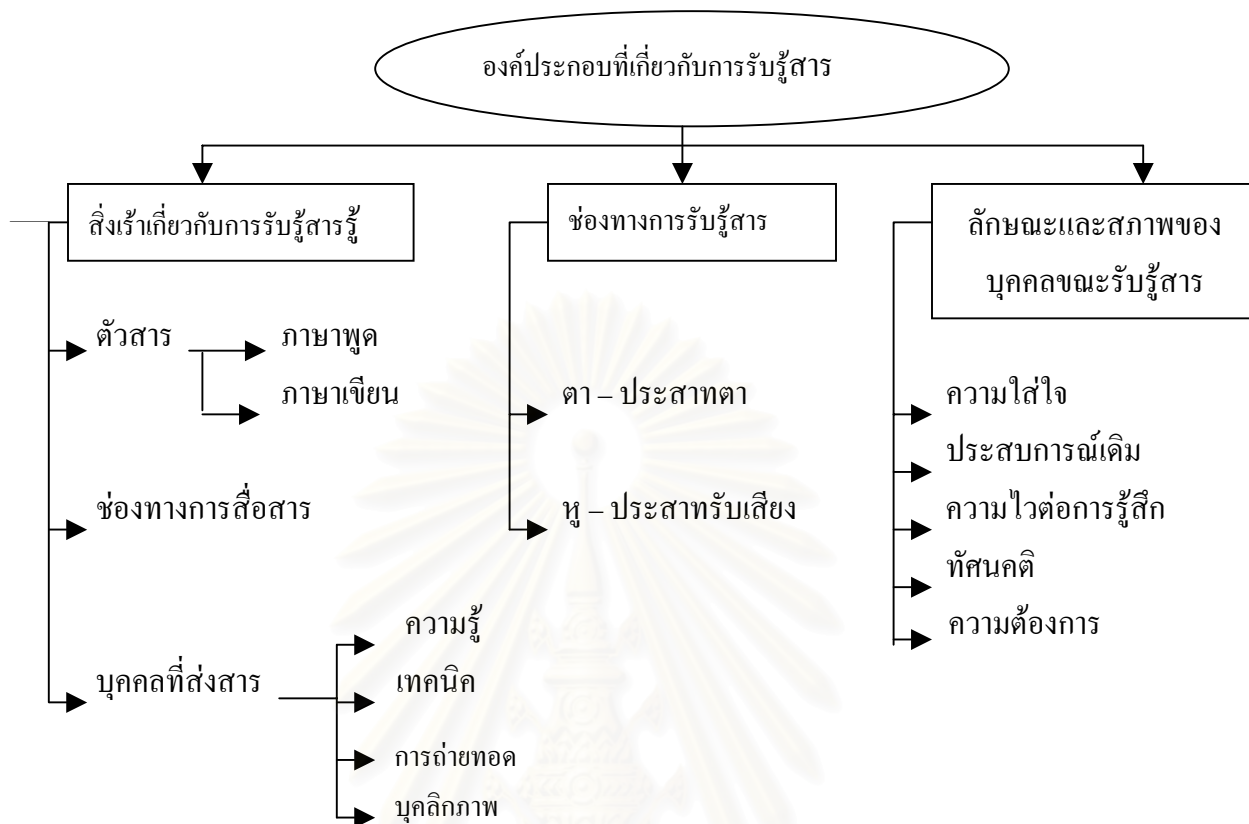 องค์ประกอบที่เกี่ยวกับการรับรู้สาร
สิ่งเร้าเกี่ยวกับการรับรู้สารรู้
ตัวสาร
ภาษาพูด
ภาษาเขียน
ช่องทางการสื่อสาร
บุคคลที่ส่งสาร
ความรู้
เทคนิค
การถ่ายทอด
บุคลิกภาพ
ช่องทางการรับรู้สาร
ตา – ประสาทตา
หู – ประสาทรับเสียง
ลักษณะและสภาพของ
บุคคลขณะรับรู้สาร
ความใส่ใจ
ประสบการณ์เดิม
ความไวต่อการรู้สึก
ทัศนคติ
ความต้องการ